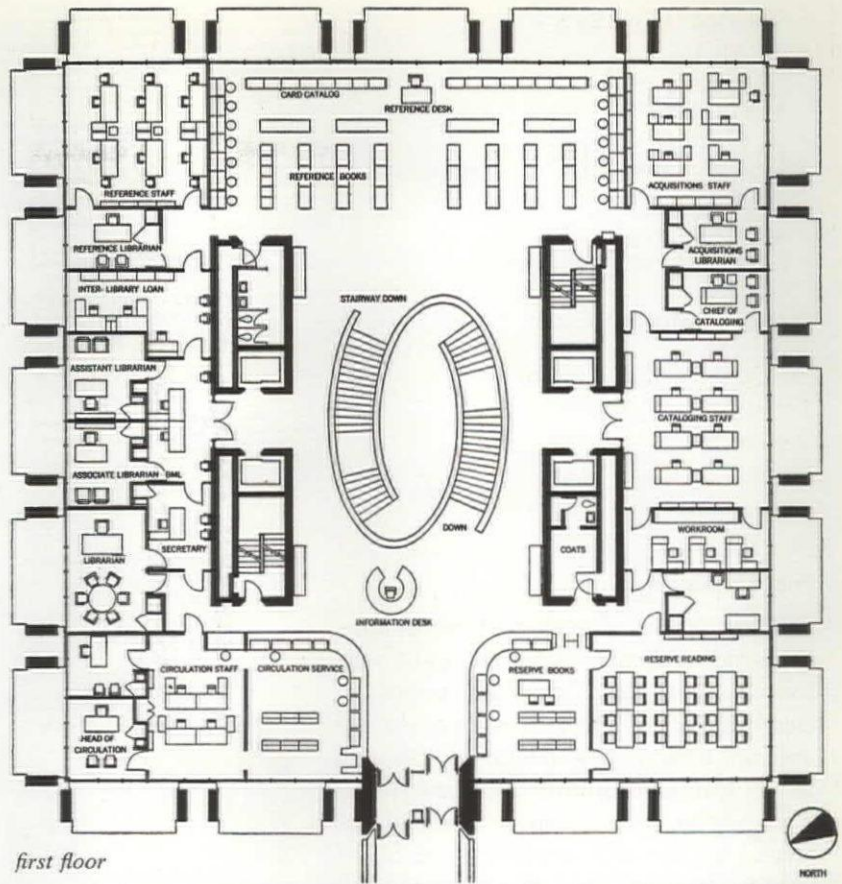 CARD CATALOG
REFERENCE DESK
REFERENCE BOOKS
REFERENCE STAFF
ACQUISITIONS STAFF
REFERENCE LIBRARIAN
ACQUISITIONS
LIBRARIAN
INTER-LIBRARY LOAN
CHIEF OF
CATALOGING
STAIRWAY DOWN
ASSISTANT LIBRARIAN
CATALOGING STAFF
ASSOCIATE LIBRARIAN - BML
DOWN
WORKROOM
SECRETARY
COATS
LIBRARIAN
INFORMATION DESK
CIRCULATION STAFF
CIRCULATION SERVICE
RESERVE BOOKS
RESERVE READING
HEAD OF
CIRCULATION
first floor
NORTH